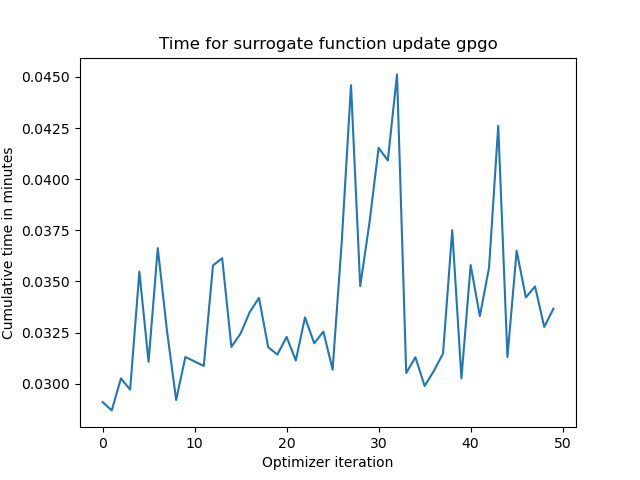 Time for surrogate function update gpgo
Cumulative time in minutes
0.0450
0.0425
0.0400
0.0375
0.0350
0.0325
0.0300
0 10 20 30 40 50
Optimizer iteration